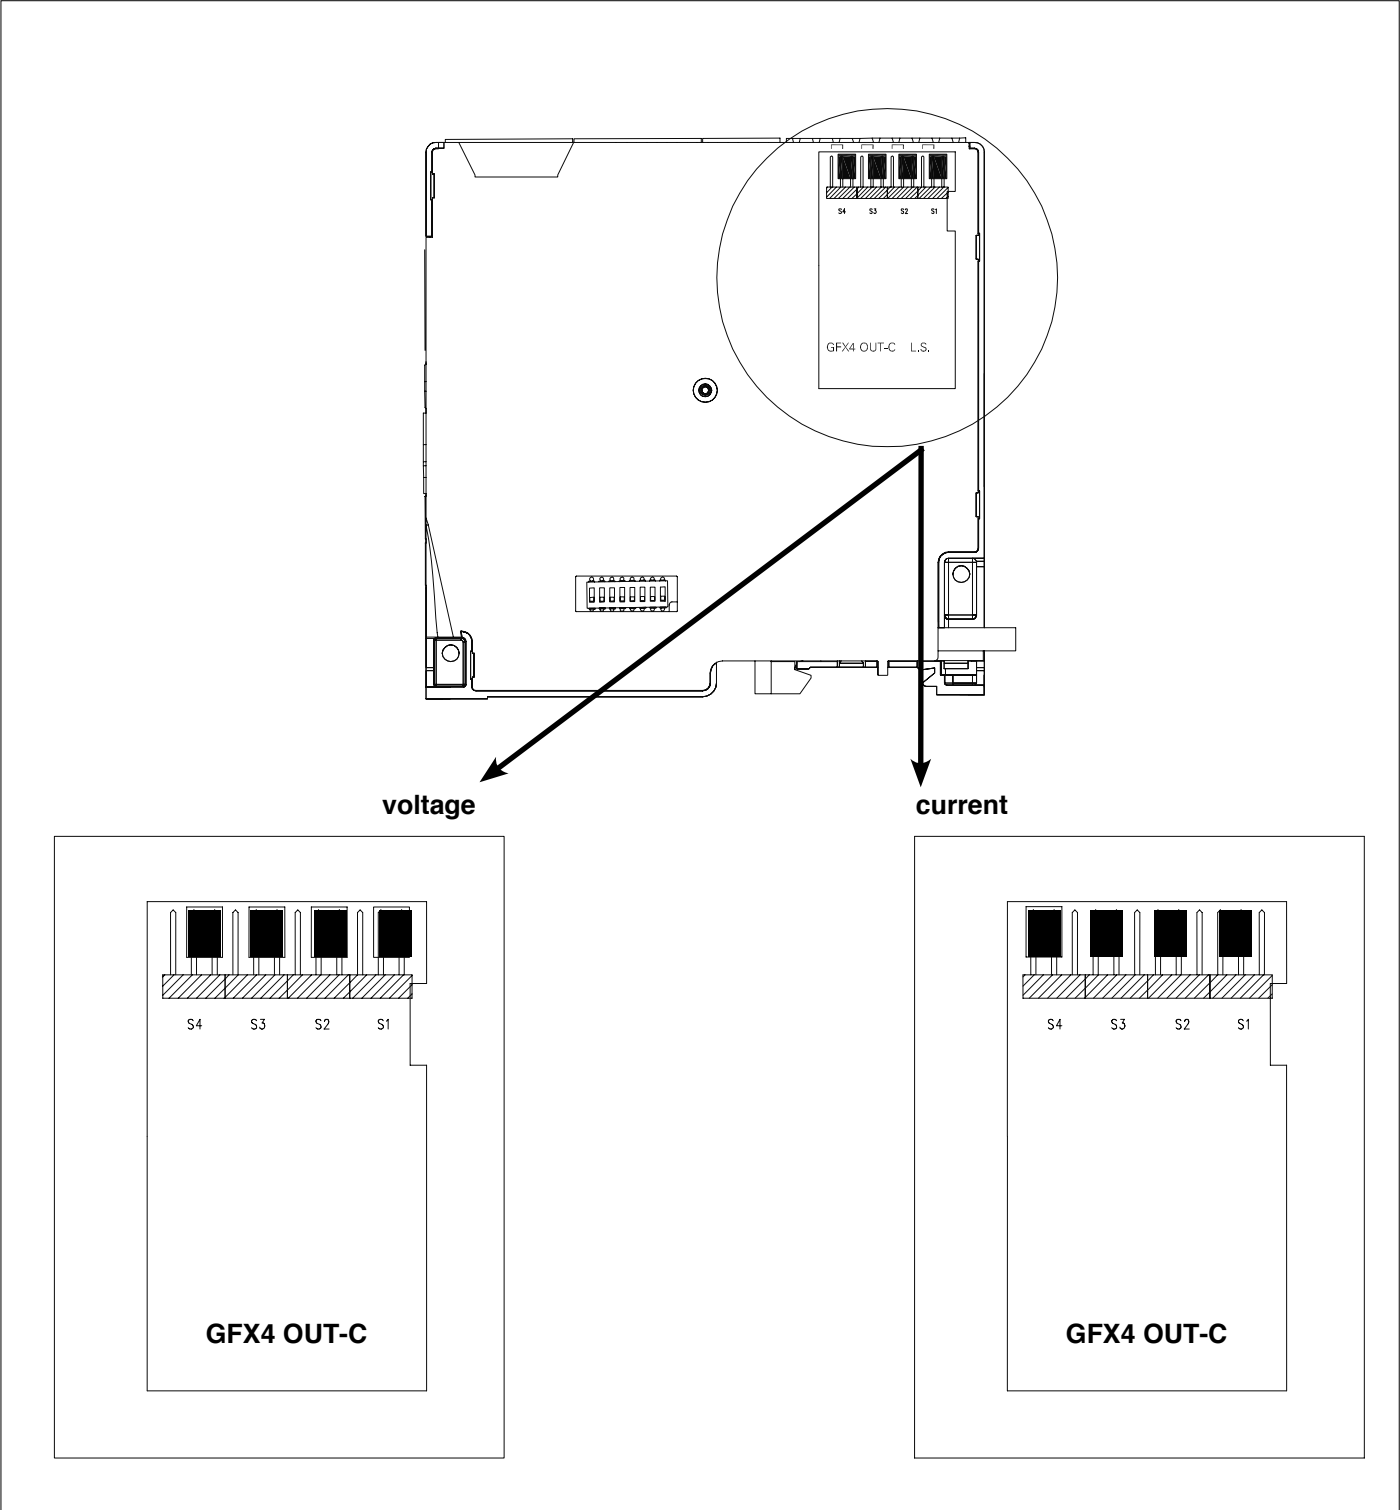 S4 S3 S2 S1
GFX4 OUT-C L.S.
voltage
current
S4 S3 S2 S1
S4 S3 S2 S1
GFX4 OUT-C
GFX4 OUT-C